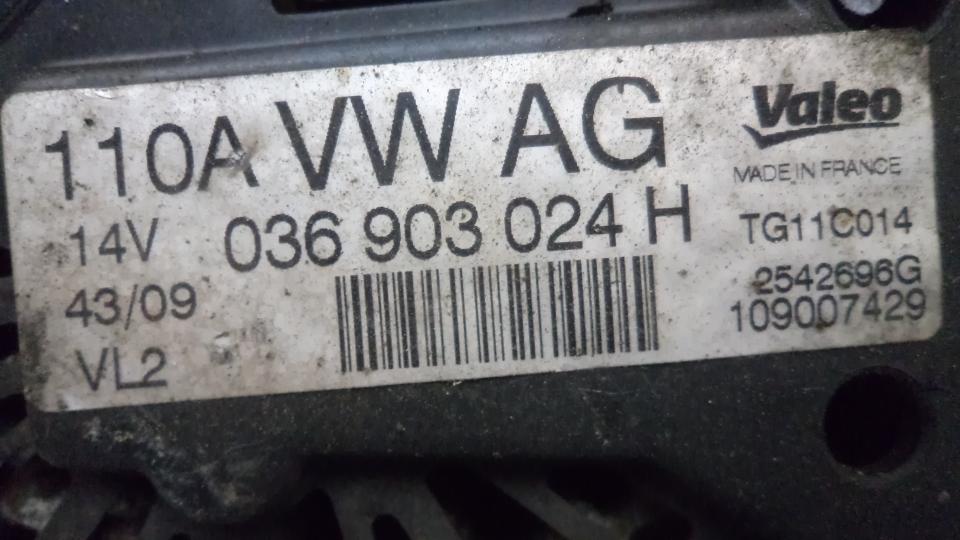 110A VW AG
Valeo
MADE IN FRANCE
14V 036 903 024 H
TG11C014
43/09
2542696G
109007429
VL2